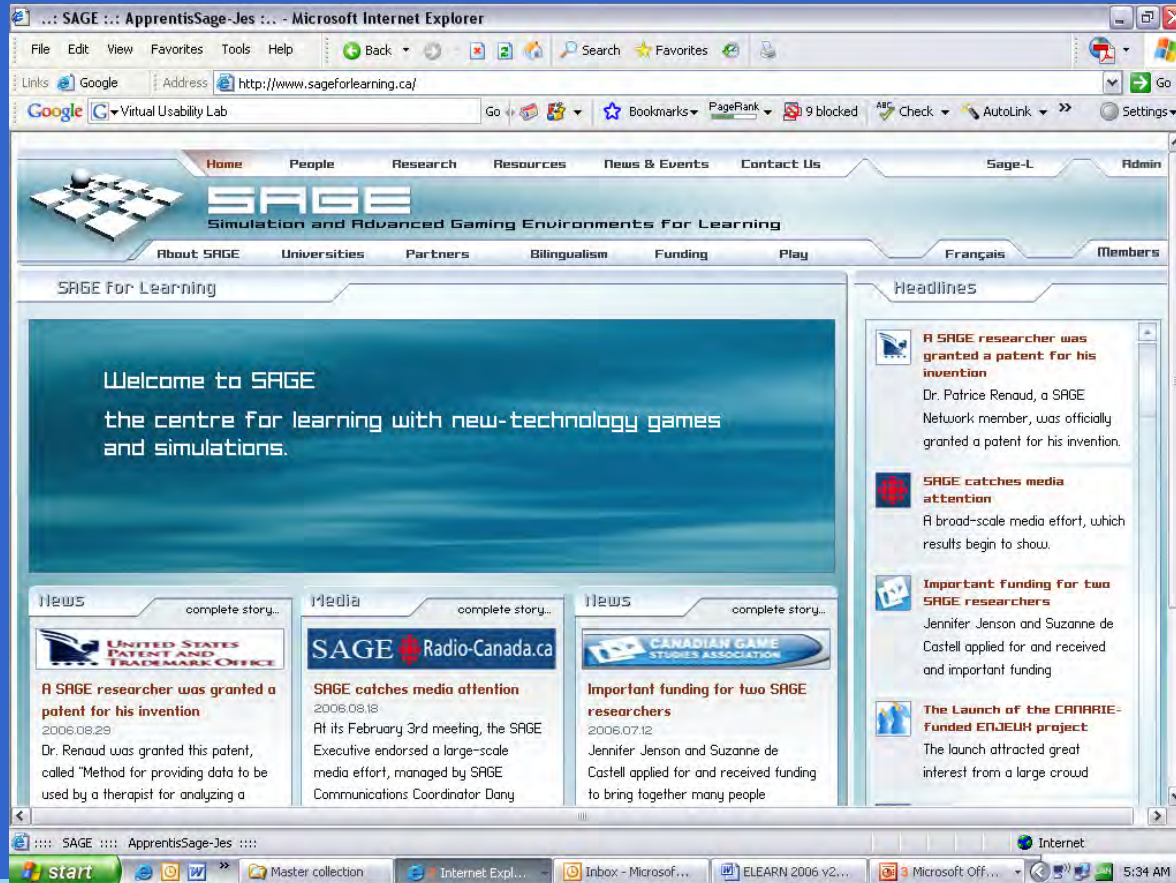 ..: SAGE :.: ApprentisSage-Jes :.. - Microsoft Internet Explorer
File Edit View Favorites Tools Help Back Search Favorites
Links Google Address http://www.sageforlearning.ca/ Go
Google G Virtual Usability Lab Go Bookmarks PageRank 9 blocked ABC Check AutoLink >> Settings
Home People Research Resources News & Events Contact Us Sage-L Admin
SAGE
Simulation and Advanced Gaming Environments For Learning
About SAGE Universities Partners Bilingualism Funding Play Français Members
SAGE For Learning
Welcome to SAGE
the centre for learning with new-technology games
and simulations.
News complete story...
UNITED STATES
PATENT AND
TRADEMARK OFFICE
A SAGE researcher was granted a
patent for his invention
2006.08.29
Dr. Renaud was granted this patent,
called "Method for providing data to be
used by a therapist for analyzing a
Media complete story...
SAGE Radio-Canada.ca
SAGE catches media attention
2006.08.18
At its February 3rd meeting, the SAGE
Executive endorsed a large-scale
media effort, managed by SAGE
Communications Coordinator Dany
News complete story...
CANADIAN GAME
STUDIES ASSOCIATION
Important funding for two SAGE
researchers
2006.07.12
Jennifer Jenson and Suzanne de
Castell applied for and received funding
to bring together many people
Headlines
A SAGE researcher was
granted a patent for his
invention
Dr. Patrice Renaud, a SAGE
Network member, was officially
granted a patent for his invention.
SAGE catches media
attention
A broad-scale media effort, which
results begin to show.
Important funding for two
SAGE researchers
Jennifer Jenson and Suzanne de
Castell applied for and received
and important funding
The Launch of the CANARIE-
funded ENJEUX project
The launch attracted great
interest from a large crowd
:::: SAGE :::: ApprentisSage-Jes :::: Internet
start W >> Master collection 3 Internet Expl... Inbox - Microsof... ELEARN 2006 v2... 3 Microsoft Off... 5:34 AM